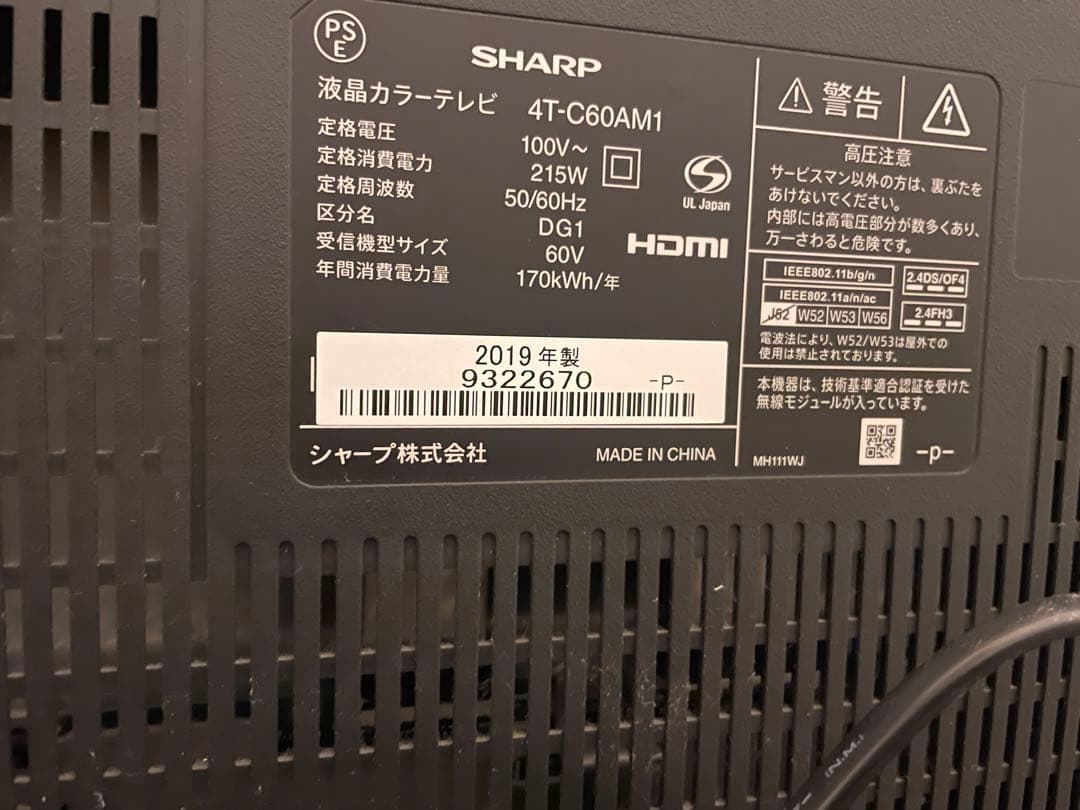 PS
E
SHARP
液晶カラーテレビ 4T-C60AM1
定格電圧 100V～
定格消費電力 215W
定格周波数 50/60Hz
区分名 DG1
受信機型サイズ 60V
年間消費電力量 170kWh/年
UL Japan
HDMI
2019年製
9322670 -P-
シャープ株式会社 MADE IN CHINA
警告
高圧注意
サービスマン以外の方は、裏ぶたを
あけないでください。
内部には高電圧部分が数多くあり、
万一さわると危険です。
IEEE802.11b/g/n
IEEE802.11a/n/ac
J52 W52 W53 W56
2.4DS/OF4
2.4FH3
電波法により、W52/W53は屋外での
使用は禁止されております。
本機器は、技術基準適合認証を受けた
無線モジュールが入っています。
MH111WJ -p-
N.M.